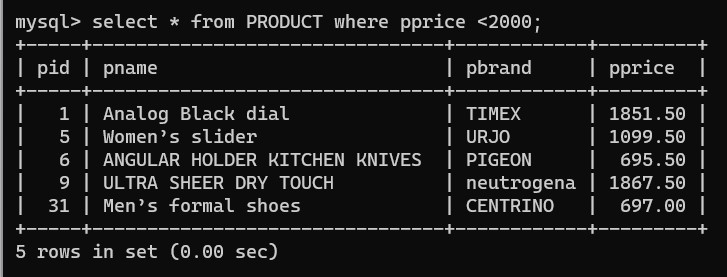 mysql> select * from PRODUCT where pprice <2000;
+-----+--------------------------------+------------+---------+
| pid | pname                          | pbrand     | pprice  |
+-----+--------------------------------+------------+---------+
|   1 | Analog Black dial              | TIMEX      | 1851.50 |
|   5 | Women’s slider                 | URJO       | 1099.50 |
|   6 | ANGULAR HOLDER KITCHEN KNIVES  | PIGEON     |  695.50 |
|   9 | ULTRA SHEER DRY TOUCH          | neutrogena | 1867.50 |
|  31 | Men’s formal shoes             | CENTRINO   |  697.00 |
+-----+--------------------------------+------------+---------+
5 rows in set (0.00 sec)